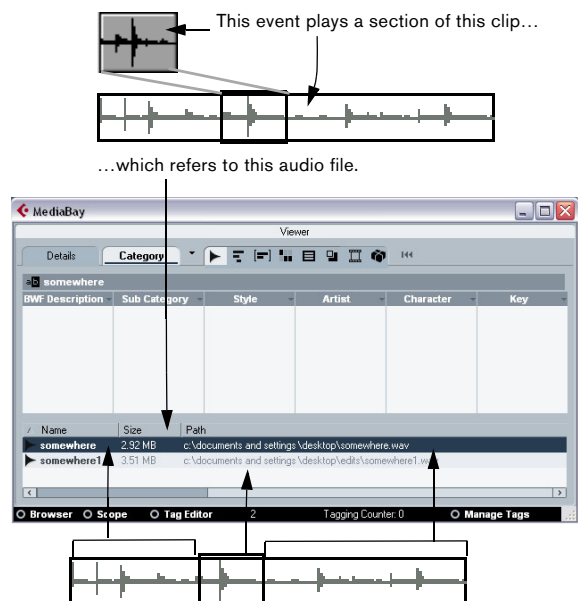 This event plays a section of this clip…
…which refers to this audio file.
MediaBay
Viewer
Details Category
ab somewhere
BWF Description Sub Category Style Artist Character Key
/ Name Size Path
somewhere 2.92 MB c:\documents and settings \desktop\somewhere.wav
somewhere1 3.51 MB c:\documents and settings \desktop\edits\somewhere1.w
Browser Scope Tag Editor 2 Tagging Counter: 0 Manage Tags